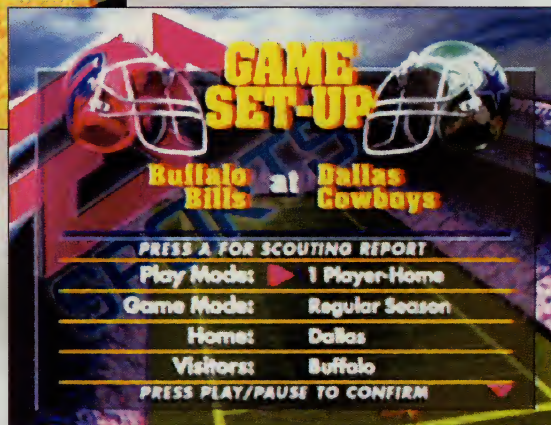 GAME
SET-UP
Buffalo
Bills
at
Dallas
Cowboys
PRESS A FOR SCOUTING REPORT
Play Mode: 1 Player-Home
Game Mode: Regular Season
Home: Dallas
Visitors: Buffalo
PRESS PLAY/PAUSE TO CONFIRM
SPORTS